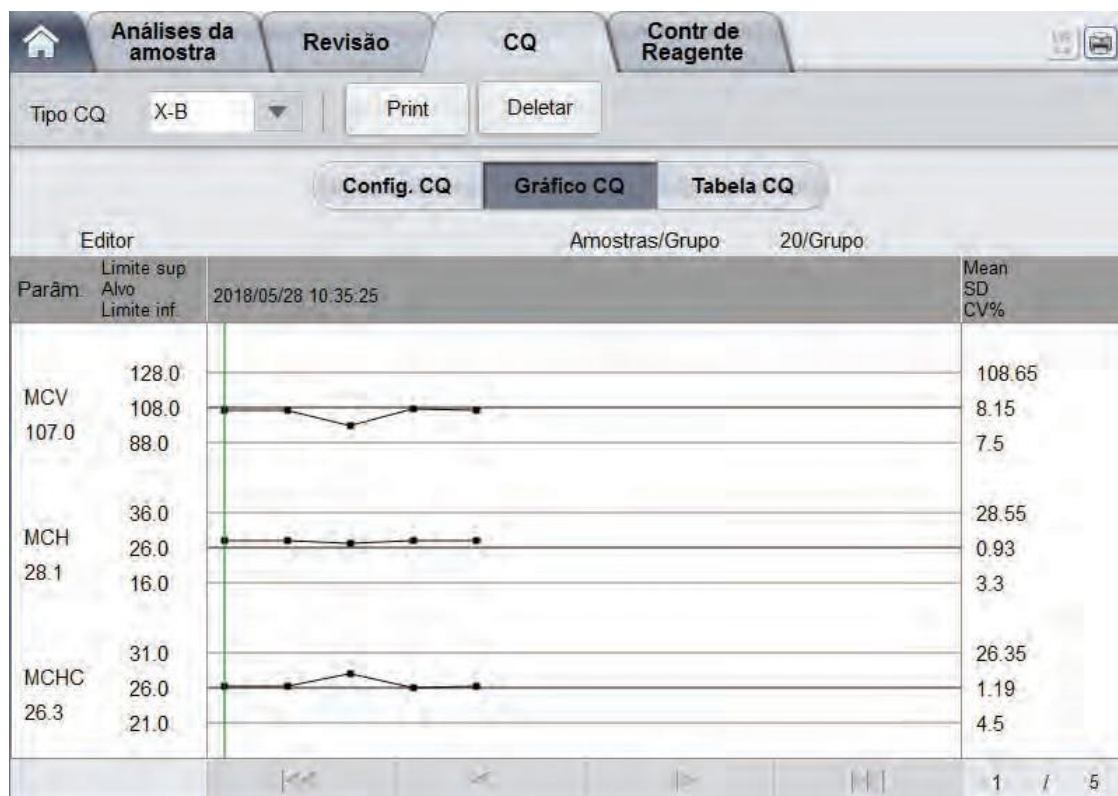 Análises da amostra Revisão CQ Contr de Reagente
Tipo CQ X-B Print Deletar
Config. CQ Gráfico CQ Tabela CQ
Editor Amostras/Grupo 20/Grupo
Parâm. Limite sup 2018/05/28 10:35:25 Mean
Alvo SD
Limite inf. CV%
128.0 108.65
MCV 108.0 8.15
107.0 88.0 7.5
36.0 28.55
MCH 26.0 0.93
28.1 16.0 3.3
31.0 26.35
MCHC 26.0 1.19
26.3 21.0 4.5
1 / 5